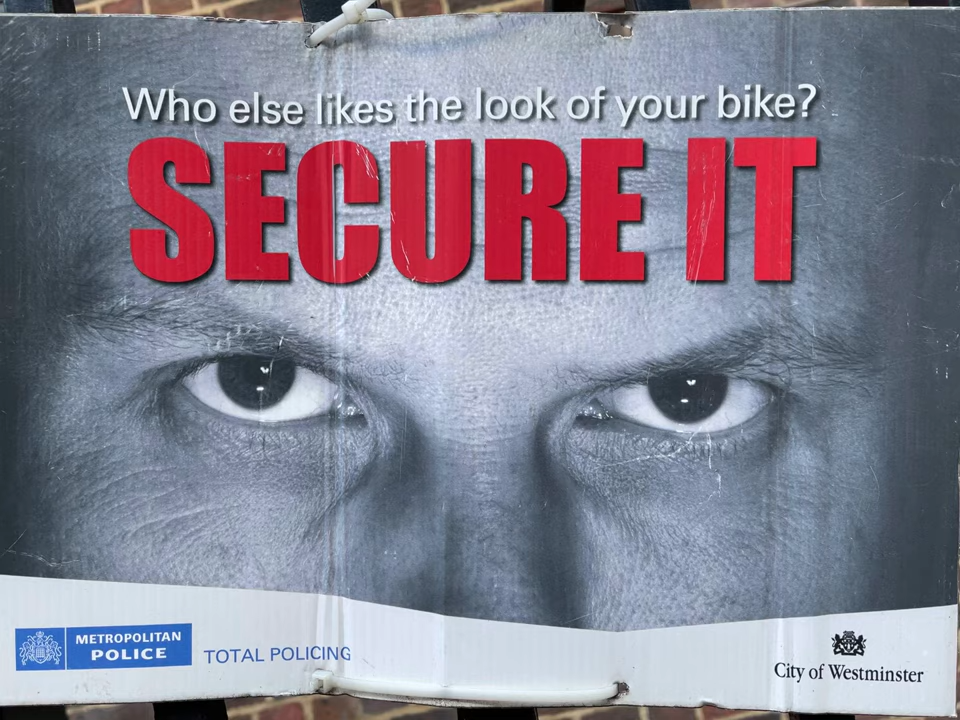 Who else likes the look of your bike?
SECURE IT
METROPOLITAN
POLICE
TOTAL POLICING
City of Westminster